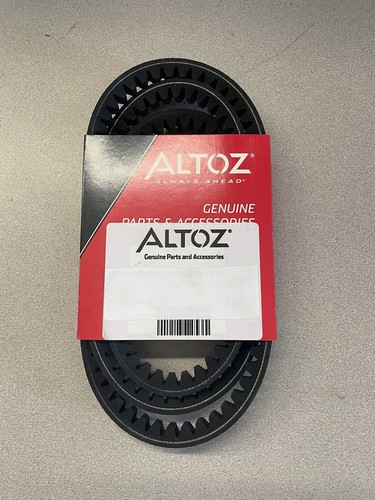 ALTOZ®
ALWAYS AHEAD®
GENUINE
PARTS & ACCESSORIES
ALTOZ®
Genuine Parts and Accessories